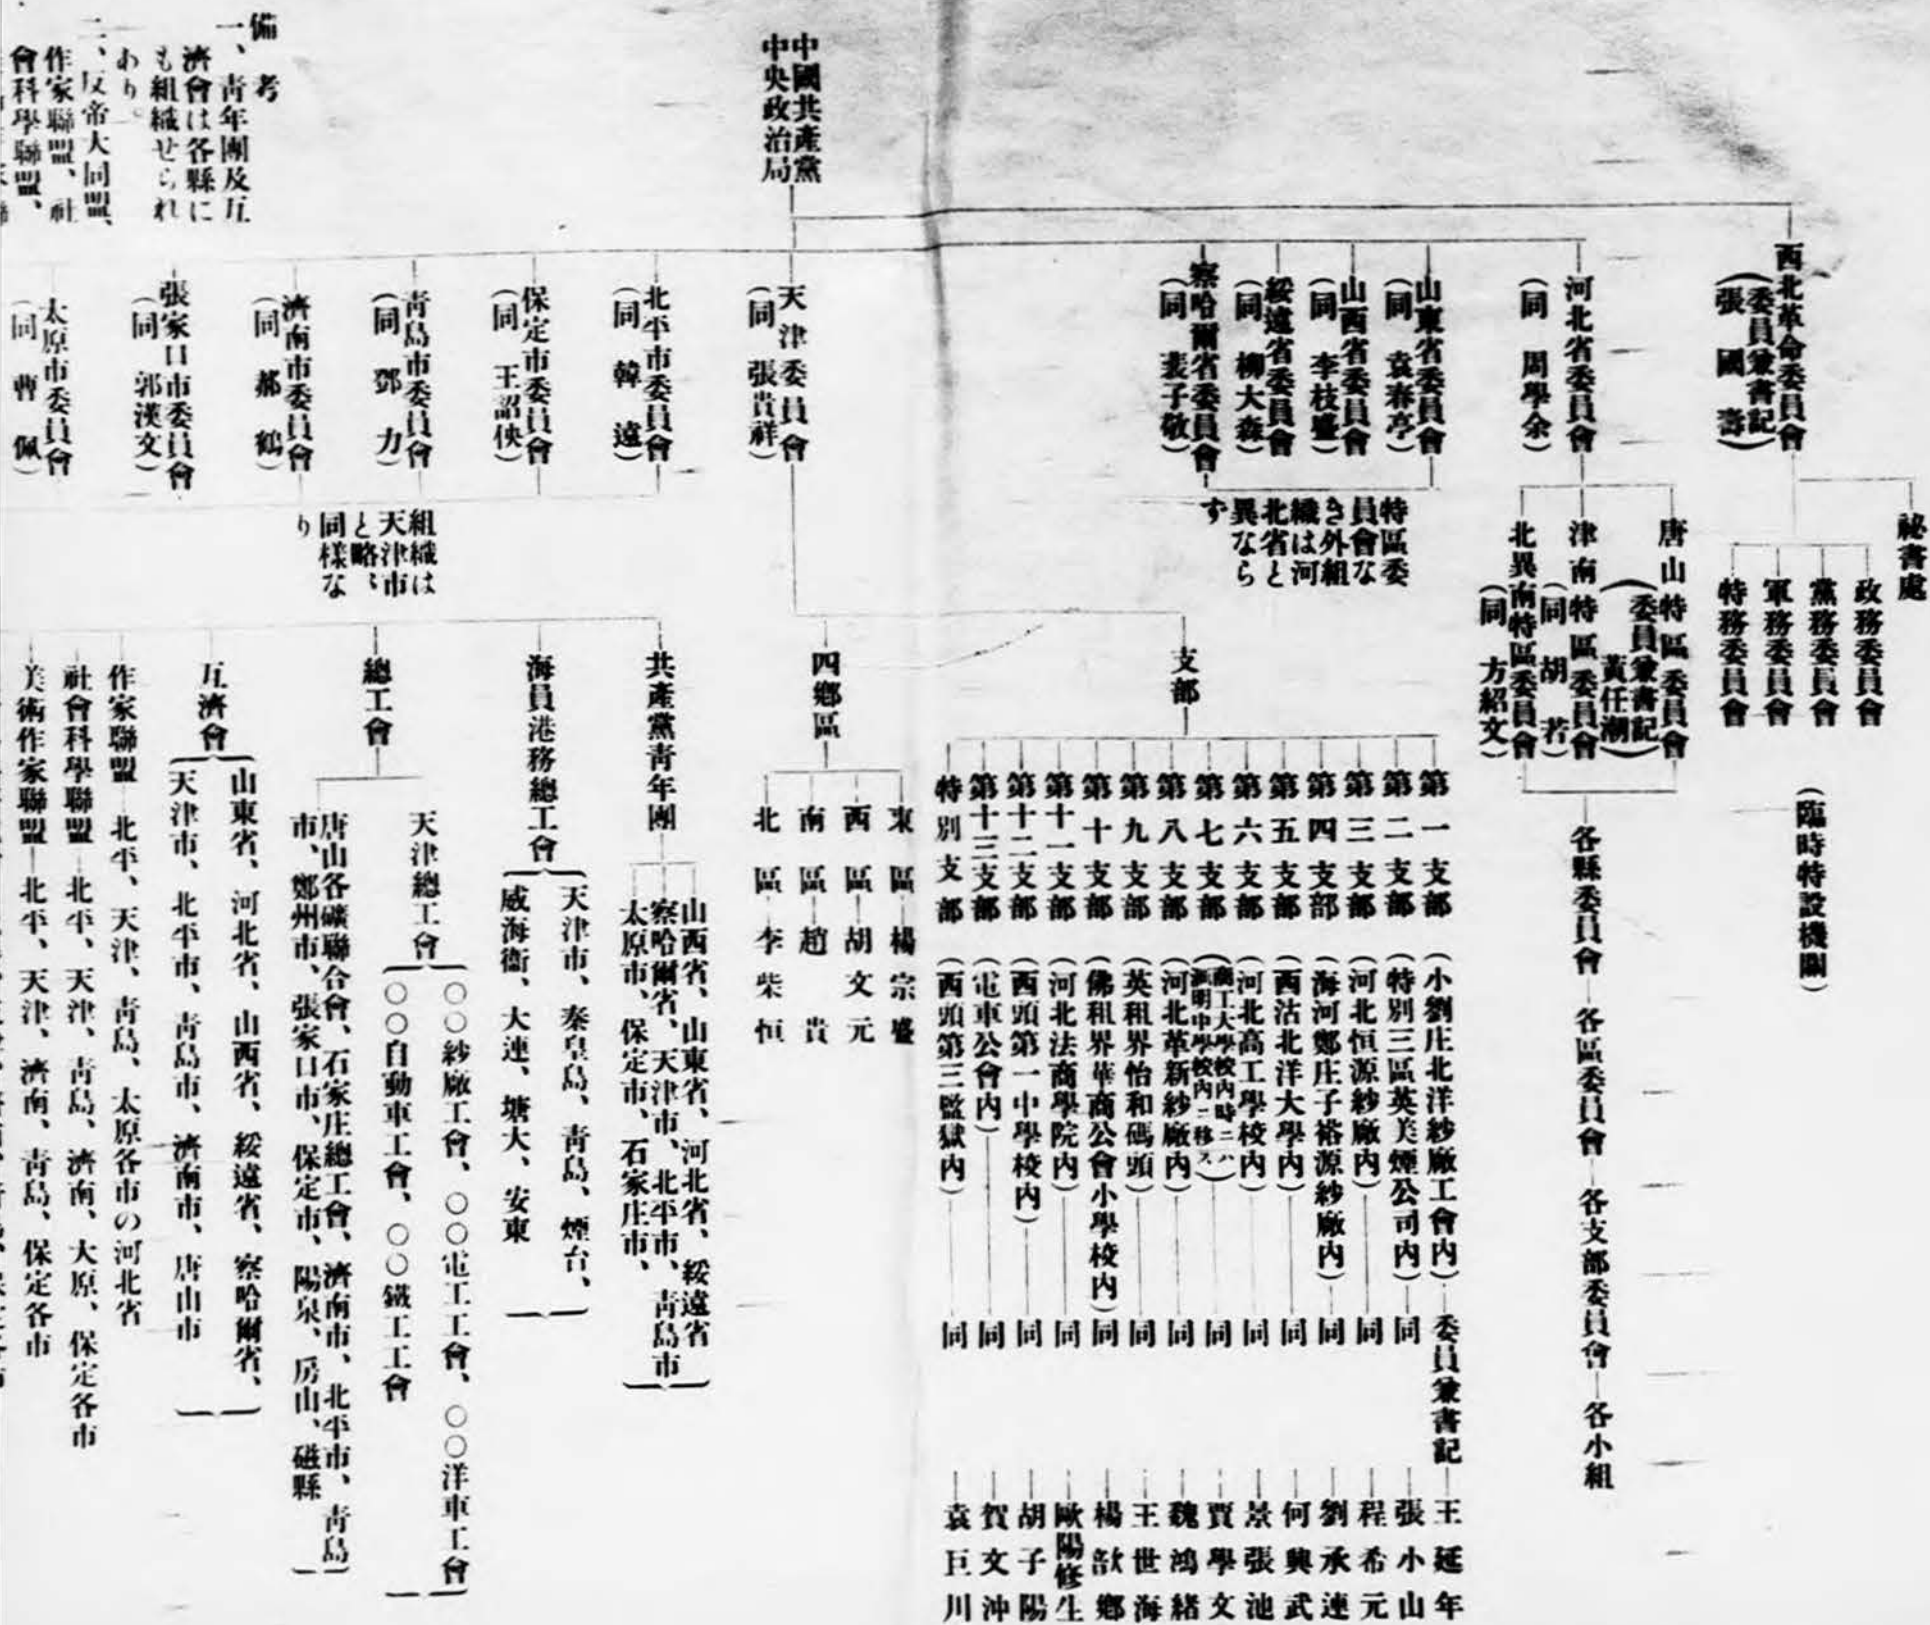 中國共產黨
中央政治局
西北革命委員會
(委員兼書記)
(張國燾)
祕書處
政務委員會
黨務委員會
軍務委員會
特務委員會
(臨時特設機關)
河北省委員會
(同 周學余)
唐山特區委員會
(委員兼書記
黃任潮)
津南特區委員會
(同 胡若)
北異南特區委員會
(同 方紹文)
各縣委員會―各區委員會―各支部委員會―各小組
山東省委員會
(同 袁春亭)
山西省委員會
(同 李枝盛)
綏遠省委員會
(同 柳大森)
察哈爾省委員會
(同 裴子敬)
特區委
員會な
き外組
織は河
北省と
異なら
ず
天津委員會
(同 張貴祥)
支部
第一支部(小劉庄北洋紗廠工會內)―委員兼書記―王延年
第二支部(特別三區英美煙公司內)―同―張小山
第三支部(河北恒源紗廠內)―同―程希元
第四支部(海河鄭庄子裕源紗廠內)―同―劉承連
第五支部(西沽北洋大學內)―同―何興武
第六支部(河北高工學校內)―同―景張池
第七支部(商工大學校內時ニハ
明中學校內ニ移ス)―同―賈學文
第八支部(河北革新紗廠內)―同―魏鴻緒
第九支部(英租界怡和碼頭)―同―王世海
第十支部(佛租界華商公會小學校內)―同―楊歆鄉
第十一支部(河北法商學院內)―同―歐陽修生
第十二支部(西頭第一中學校內)―同―胡子陽
第十三支部(電車公會內)―同―賀文沖
特別支部(西頭第三監獄內)―同―袁巨川
四鄉區
東區―楊宗盛
西區―胡文元
南區―趙貴
北區―李柴恒
北平市委員會
(同 韓遠)
保定市委員會
(同 王詔俠)
青島市委員會
(同 鄧力)
濟南市委員會
(同 郝鶴)
張家口市委員會
(同 郭漢文)
太原市委員會
(同 曹佩)
組織は
天津市
と略〻
同樣な
り
共產黨青年團
山西省、山東省、河北省、綏遠省
察哈爾省、天津市、北平市、青島市
太原市、保定市、石家庄市、
海員港務總工會
天津市、秦皇島、青島、煙台、
威海衞、大連、塘大、安東
總工會
天津總工會
〇〇紗廠工會、〇〇電工工會、〇〇洋車工會
〇〇自動車工會、〇〇鐵工工會
唐山各礦聯合會、石家庄總工會、濟南市、北平市、青島
市、鄭州市、張家口市、保定市、陽泉、房山、磁縣
互濟會
山東省、河北省、山西省、綏遠省、察哈爾省、
天津市、北平市、青島市、濟南市、唐山市
作家聯盟―北平、天津、青島、太原各市の河北省
社會科學聯盟―北平、天津、青島、濟南、大原、保定各市
美術作家聯盟―北平、天津、濟南、青島、保定各市
備考
一、青年團及互
濟會は各縣に
も組織せられ
あり。
二、反帝大同盟、
作家聯盟、社
會科學聯盟、